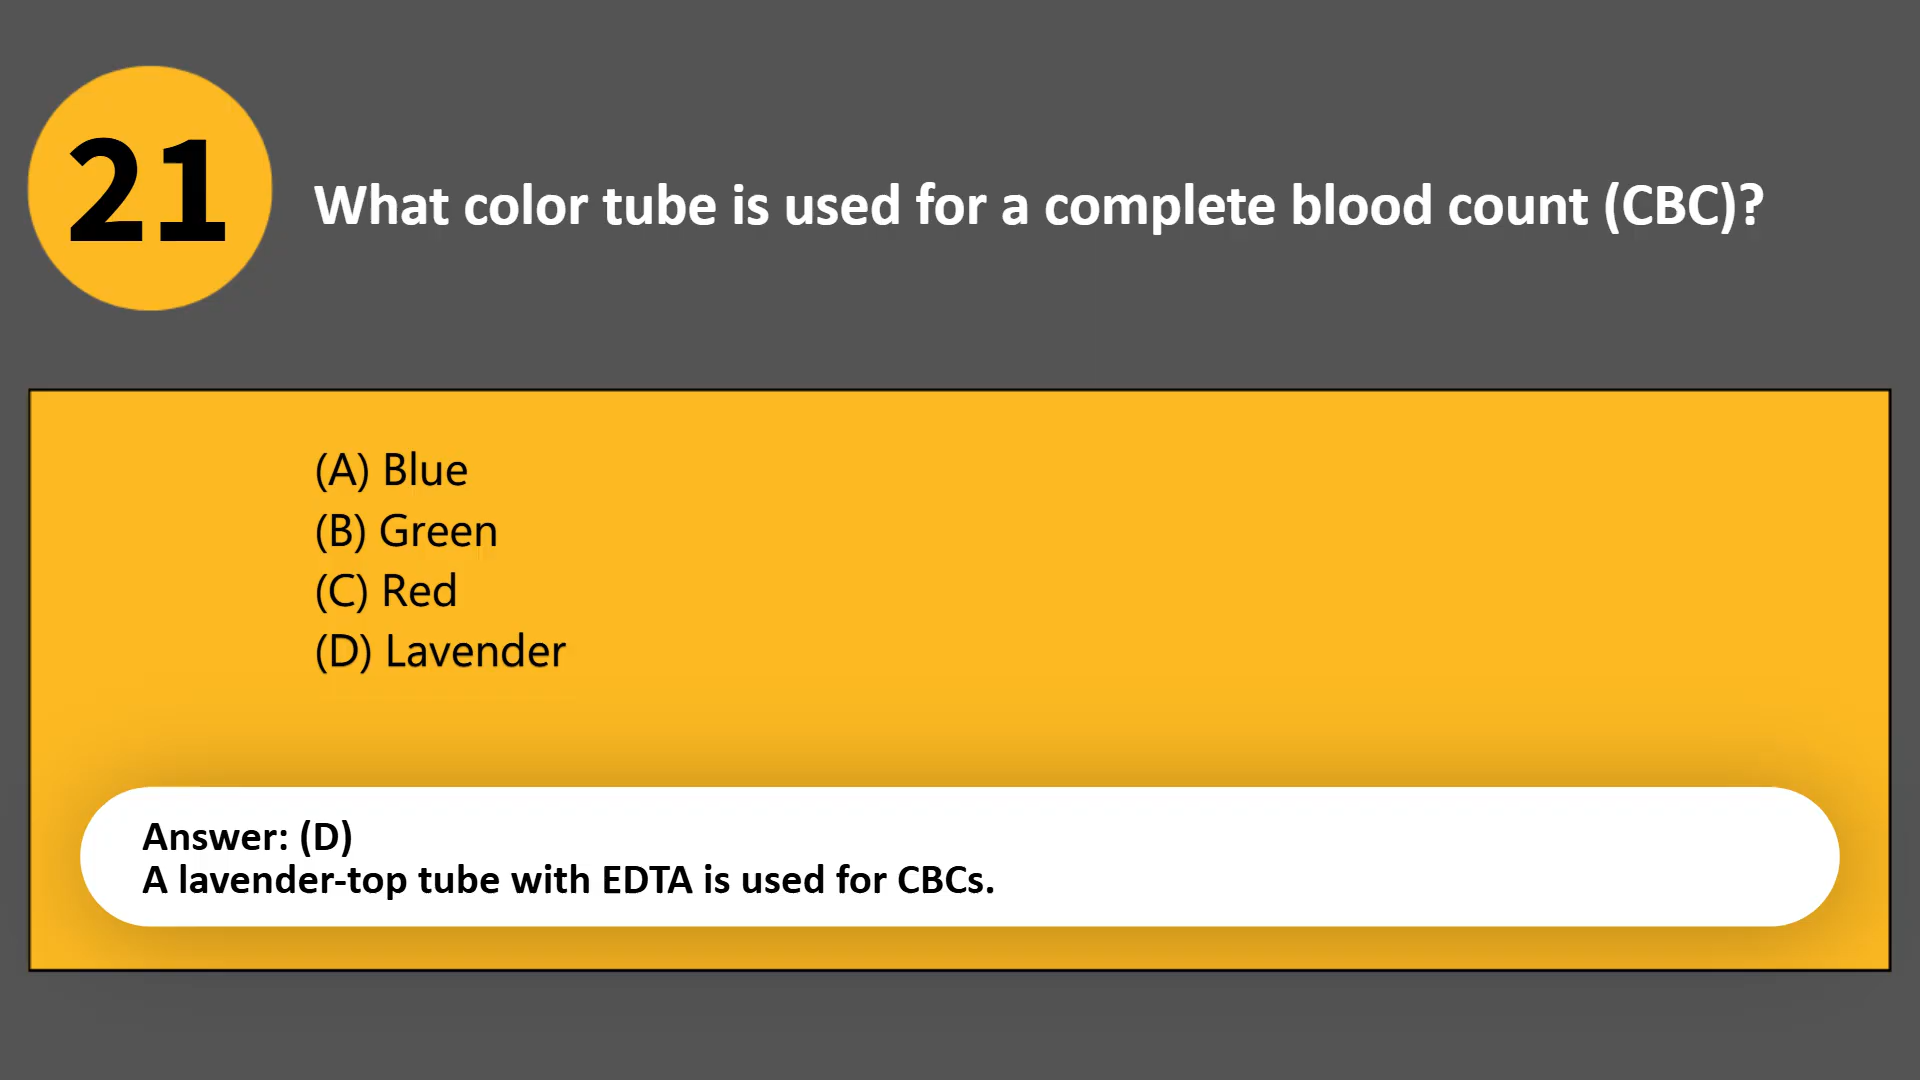 21
What color tube is used for a complete blood count (CBC)?
(A) Blue
(B) Green
(C) Red
(D) Lavender
Answer: (D)
A lavender-top tube with EDTA is used for CBCs.